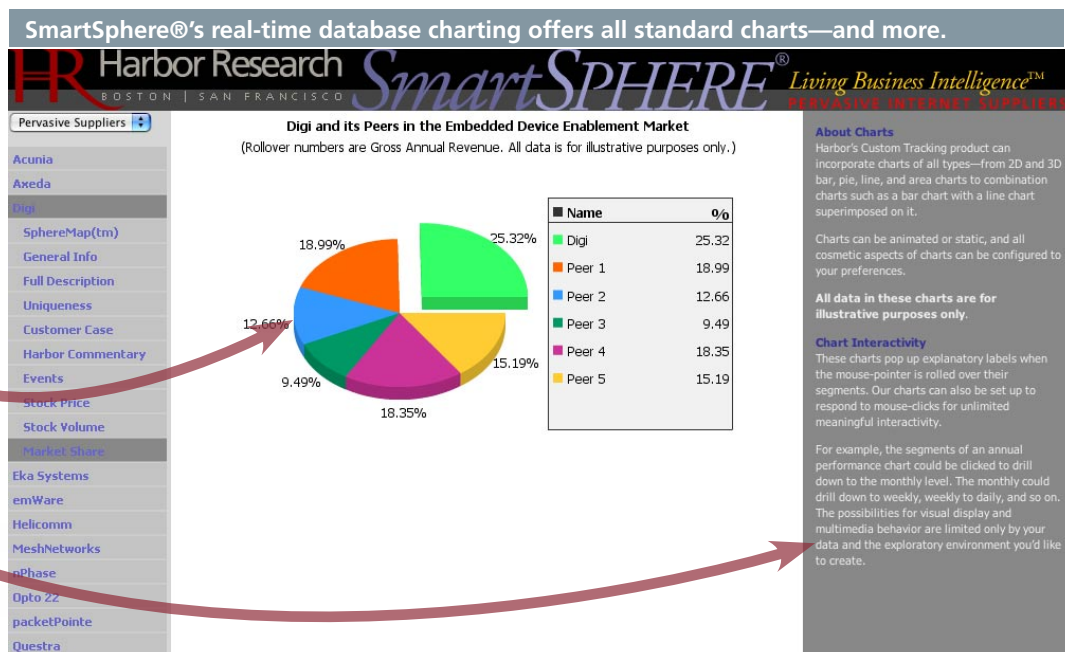 SmartSphere®'s real-time database charting offers all standard charts—and more.
HR Harbor Research
BOSTON | SAN FRANCISCO
SmartSPHERE®
Living Business Intelligence™
PERVASIVE INTERNET SUPPLIERS
Pervasive Suppliers
Acunia
Axeda
Digi
SphereMap(tm)
General Info
Full Description
Uniqueness
Customer Case
Harbor Commentary
Events
Stock Price
Stock Volume
Market Share
Eka Systems
emWare
Helicomm
MeshNetworks
nPhase
Opto 22
packetPointe
Questra
Digi and its Peers in the Embedded Device Enablement Market
(Rollover numbers are Gross Annual Revenue. All data is for illustrative purposes only.)
25.32%
18.99%
12.66%
9.49%
18.35%
15.19%
Name %
Digi 25.32
Peer 1 18.99
Peer 2 12.66
Peer 3 9.49
Peer 4 18.35
Peer 5 15.19
About Charts
Harbor's Custom Tracking product can
incorporate charts of all types—from 2D and 3D
bar, pie, line, and area charts to combination
charts such as a bar chart with a line chart
superimposed on it.
Charts can be animated or static, and all
cosmetic aspects of charts can be configured to
your preferences.
All data in these charts are for
illustrative purposes only.
Chart Interactivity
These charts pop up explanatory labels when
the mouse-pointer is rolled over their
segments. Our charts can also be set up to
respond to mouse-clicks for unlimited
meaningful interactivity.
For example, the segments of an annual
performance chart could be clicked to drill
down to the monthly level. The monthly could
drill down to weekly, weekly to daily, and so on.
The possibilities for visual display and
multimedia behavior are limited only by your
data and the exploratory environment you'd like
to create.